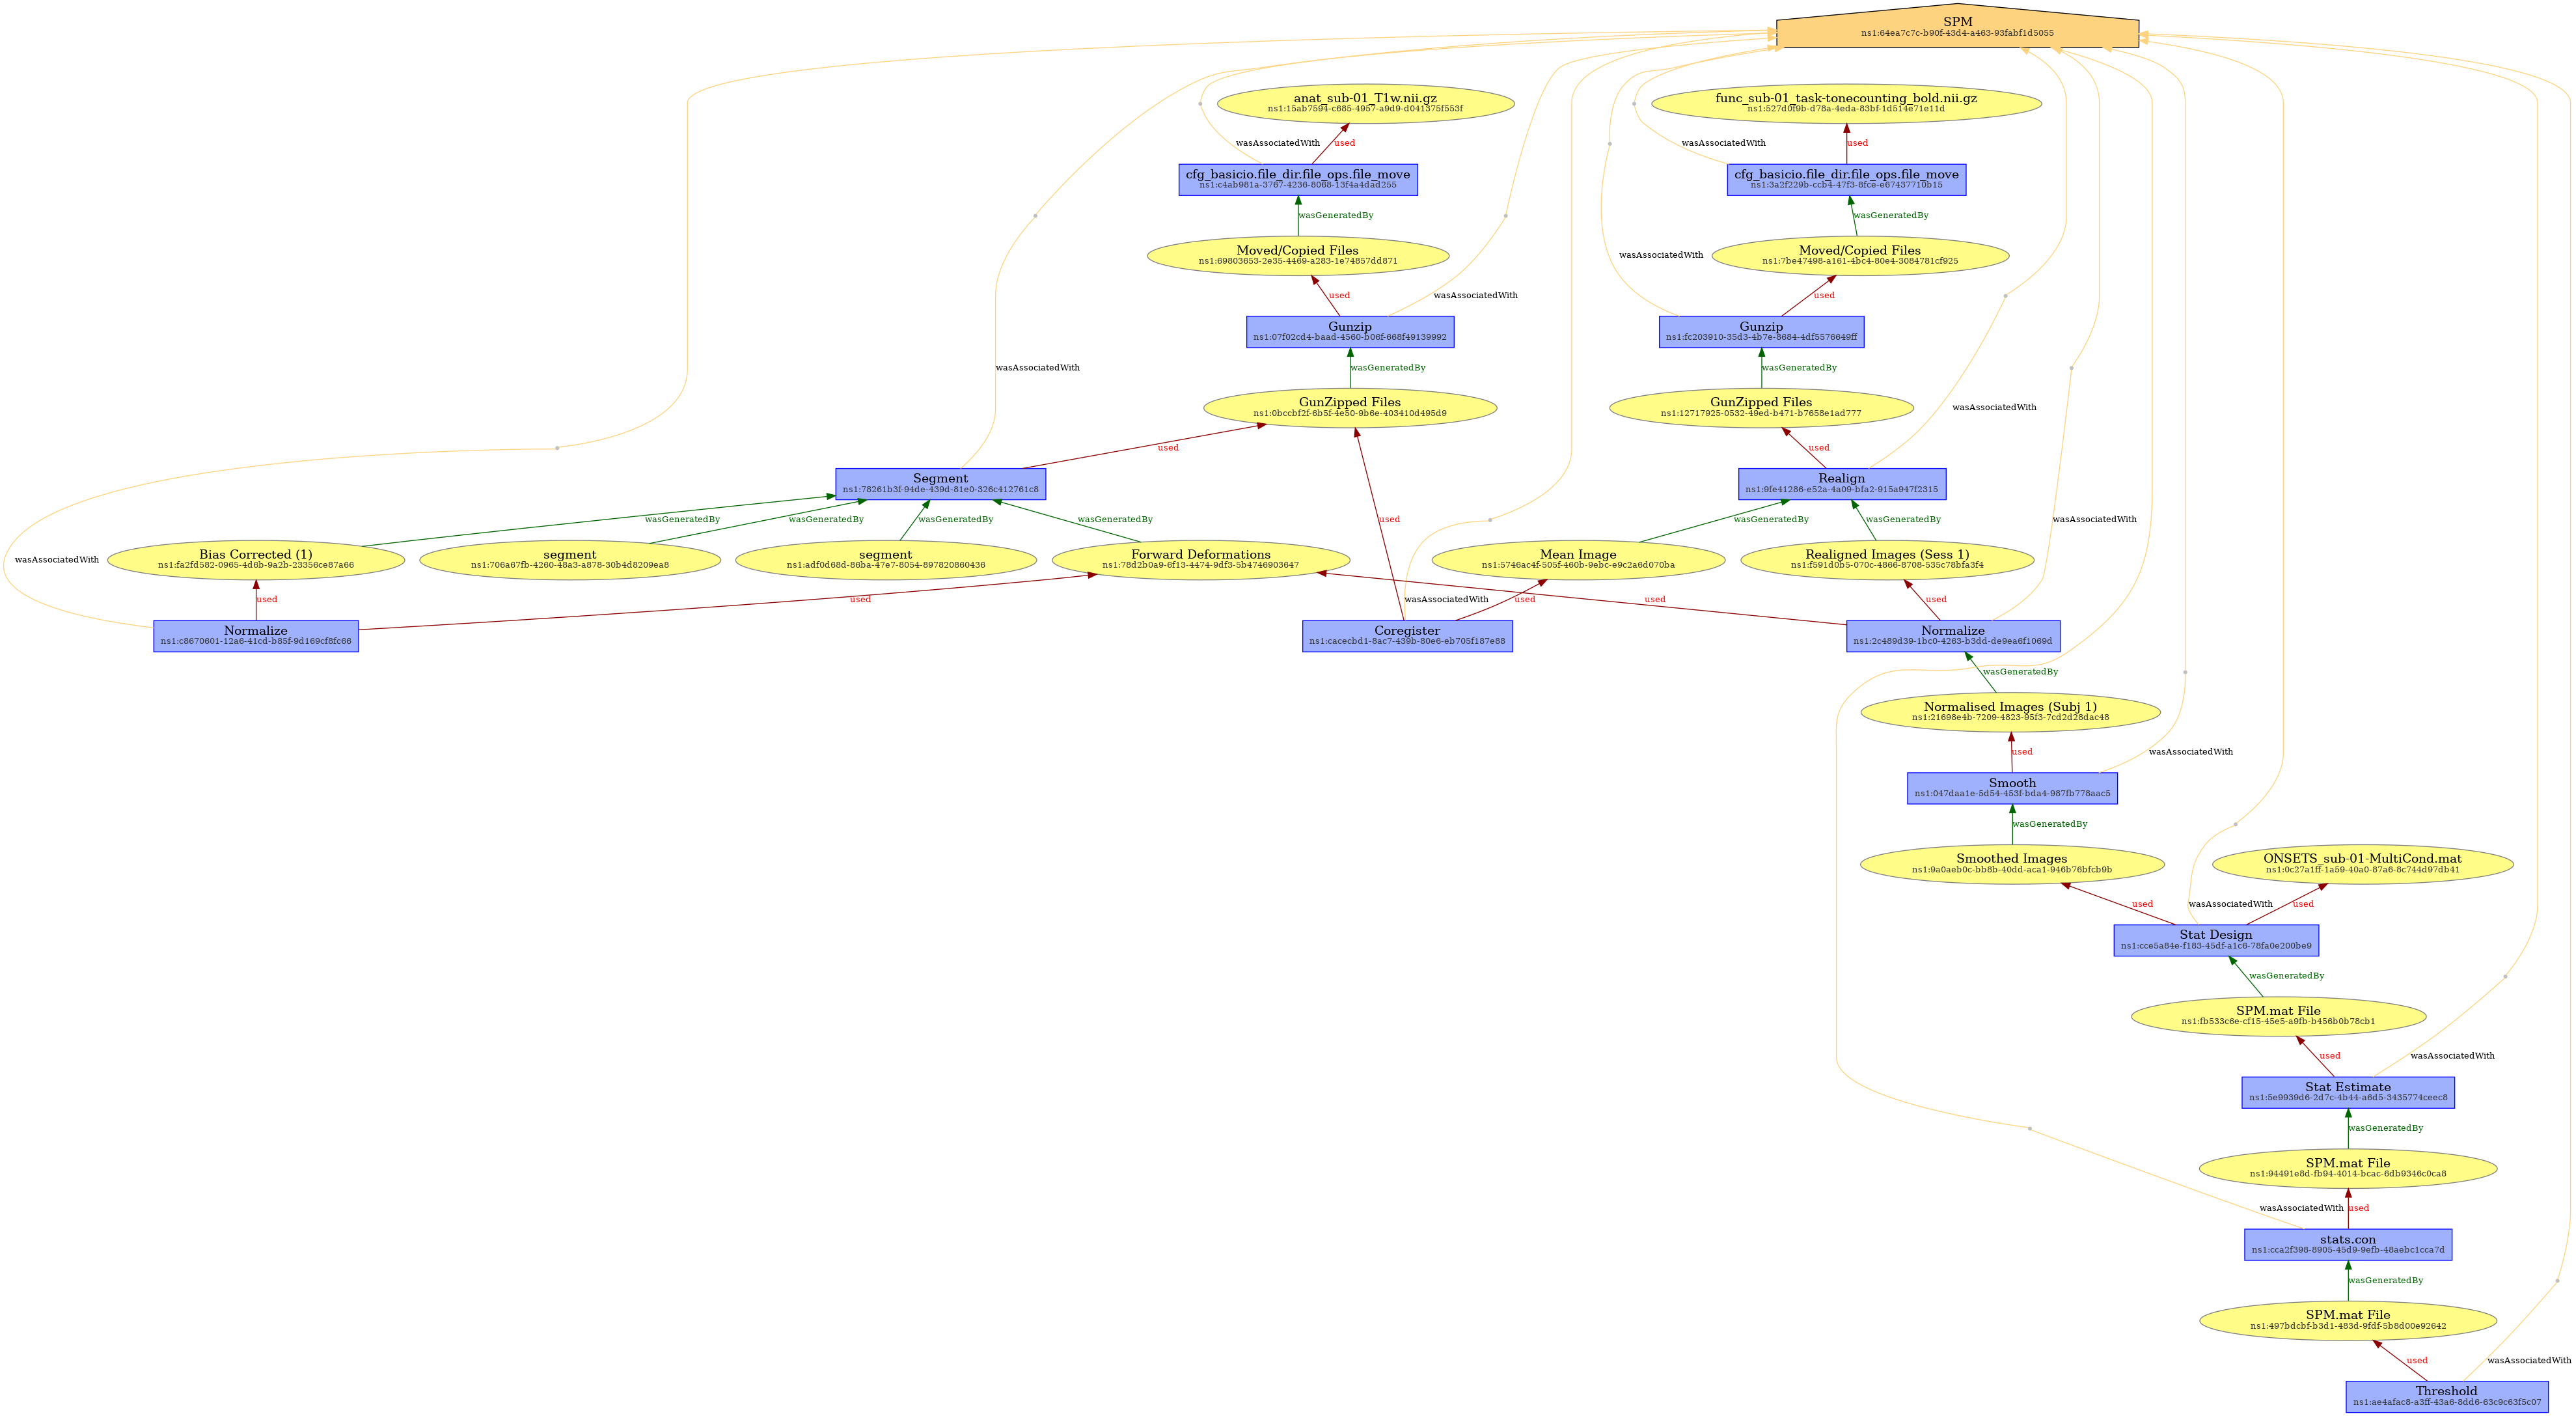 SPM
ns1:64ea7c7c-b90f-43d4-a463-93fabf1d5055
anat_sub-01_T1w.nii.gz
ns1:15ab7594-c685-4957-a9d9-d041375f553f
func_sub-01_task-tonecounting_bold.nii.gz
ns1:527d0f9b-d78a-4eda-83bf-1d514e71e11d
wasAssociatedWith
used
wasAssociatedWith
used
cfg_basicio.file_dir.file_ops.file_move
ns1:c4ab981a-3767-4236-8068-13f4a4dad255
cfg_basicio.file_dir.file_ops.file_move
ns1:3a2f229b-ccb4-47f3-8fce-e67437710b15
wasGeneratedBy
wasGeneratedBy
Moved/Copied Files
ns1:69803653-2e35-4469-a283-1e74857dd871
wasAssociatedWith
Moved/Copied Files
ns1:7be47498-a161-4bc4-80e4-3084781cf925
used
wasAssociatedWith
used
Gunzip
ns1:07f02cd4-baad-4560-b06f-668f49139992
Gunzip
ns1:fc203910-35d3-4b7e-8684-4df5576649ff
wasAssociatedWith
wasGeneratedBy
wasGeneratedBy
GunZipped Files
ns1:0bccbf2f-6b5f-4e50-9b6e-403410d495d9
GunZipped Files
ns1:12717925-0532-49ed-b471-b7658e1ad777
wasAssociatedWith
used
used
Segment
ns1:78261b3f-94de-439d-81e0-326c412761c8
Realign
ns1:9fe41286-e52a-4a09-bfa2-915a947f2315
wasGeneratedBy
wasGeneratedBy
wasGeneratedBy
wasGeneratedBy
used
wasGeneratedBy
wasGeneratedBy
wasAssociatedWith
wasAssociatedWith
Bias Corrected (1)
ns1:fa2fd582-0965-4d6b-9a2b-23356ce87a66
segment
ns1:706a67fb-4260-48a3-a878-30b4d8209ea8
segment
ns1:adf0d68d-86ba-47e7-8054-897820860436
Forward Deformations
ns1:78d2b0a9-6f13-4474-9df3-5b4746903647
Mean Image
ns1:5746ac4f-505f-460b-9ebc-e9c2a6d070ba
Realigned Images (Sess 1)
ns1:f591d0b5-070c-4866-8708-535c78bfa3f4
used
used
wasAssociatedWith
used
used
used
Normalize
ns1:c8670601-12a6-41cd-b85f-9d169cf8fc66
Coregister
ns1:cacecbd1-8ac7-439b-80e6-eb705f187e88
Normalize
ns1:2c489d39-1bc0-4263-b3dd-de9ea6f1069d
wasGeneratedBy
Normalised Images (Subj 1)
ns1:21698e4b-7209-4823-95f3-7cd2d28dac48
used
wasAssociatedWith
Smooth
ns1:047daa1e-5d54-453f-bda4-987fb778aac5
wasGeneratedBy
Smoothed Images
ns1:9a0aeb0c-bb8b-40dd-aca1-946b76bfcb9b
ONSETS_sub-01-MultiCond.mat
ns1:0c27a1ff-1a59-40a0-87a6-8c744d97db41
used
wasAssociatedWith
used
Stat Design
ns1:cce5a84e-f183-45df-a1c6-78fa0e200be9
wasGeneratedBy
SPM.mat File
ns1:fb533c6e-cf15-45e5-a9fb-b456b0b78cb1
used
wasAssociatedWith
Stat Estimate
ns1:5e9939d6-2d7c-4b44-a6d5-3435774ceec8
wasGeneratedBy
SPM.mat File
ns1:94491e8d-fb94-4014-bcac-6db9346c0ca8
wasAssociatedWith
used
stats.con
ns1:cca2f398-8905-45d9-9efb-48aebc1cca7d
wasGeneratedBy
SPM.mat File
ns1:497bdcbf-b3d1-483d-9fdf-5b8d00e92642
used
wasAssociatedWith
Threshold
ns1:ae4afac8-a3ff-43a6-8dd6-63c9c63f5c07